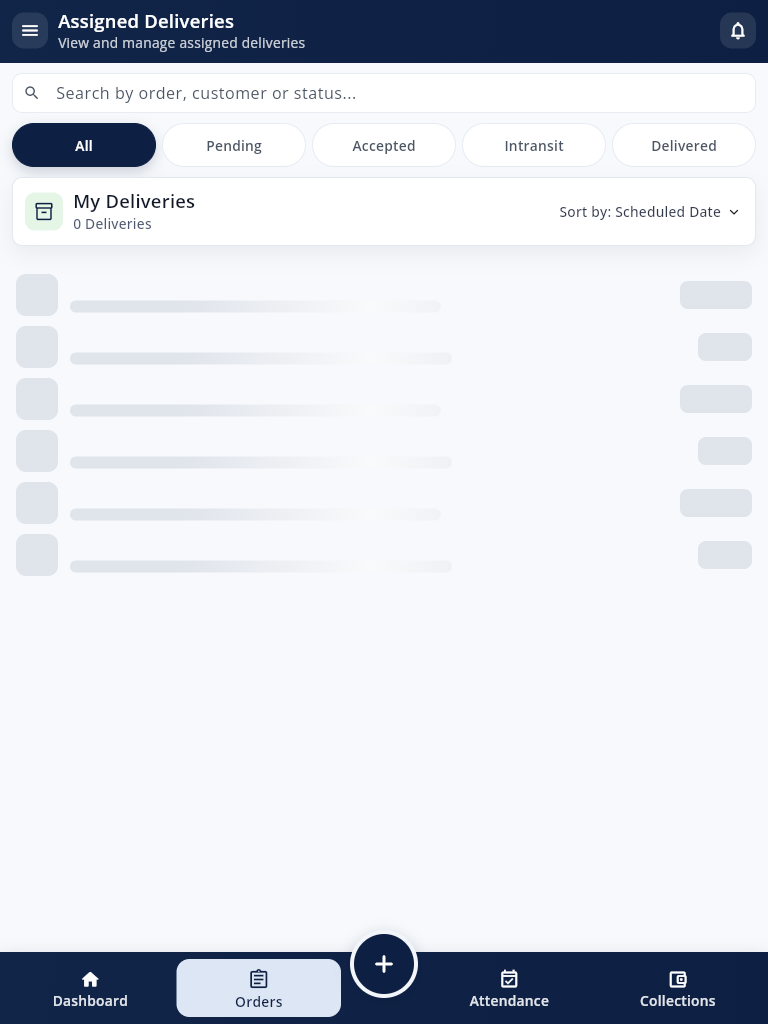 Assigned Deliveries
View and manage assigned deliveries
Search by order, customer or status...
All
Pending
Accepted
Intransit
Delivered
My Deliveries
0 Deliveries
Sort by: Scheduled Date
Dashboard
Orders
Attendance
Collections